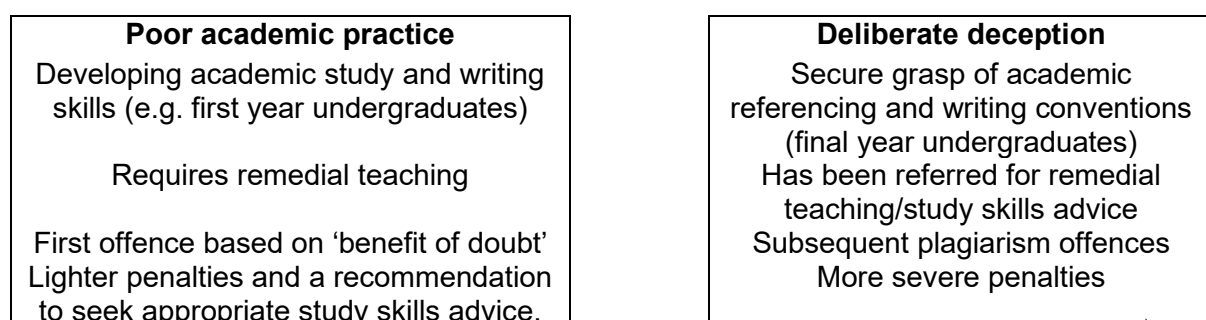 Poor academic practice
Developing academic study and writing
skills (e.g. first year undergraduates)
Requires remedial teaching
First offence based on ‘benefit of doubt’
Lighter penalties and a recommendation
to seek appropriate study skills advice.
Deliberate deception
Secure grasp of academic
referencing and writing conventions
(final year undergraduates)
Has been referred for remedial
teaching/study skills advice
Subsequent plagiarism offences
More severe penalties